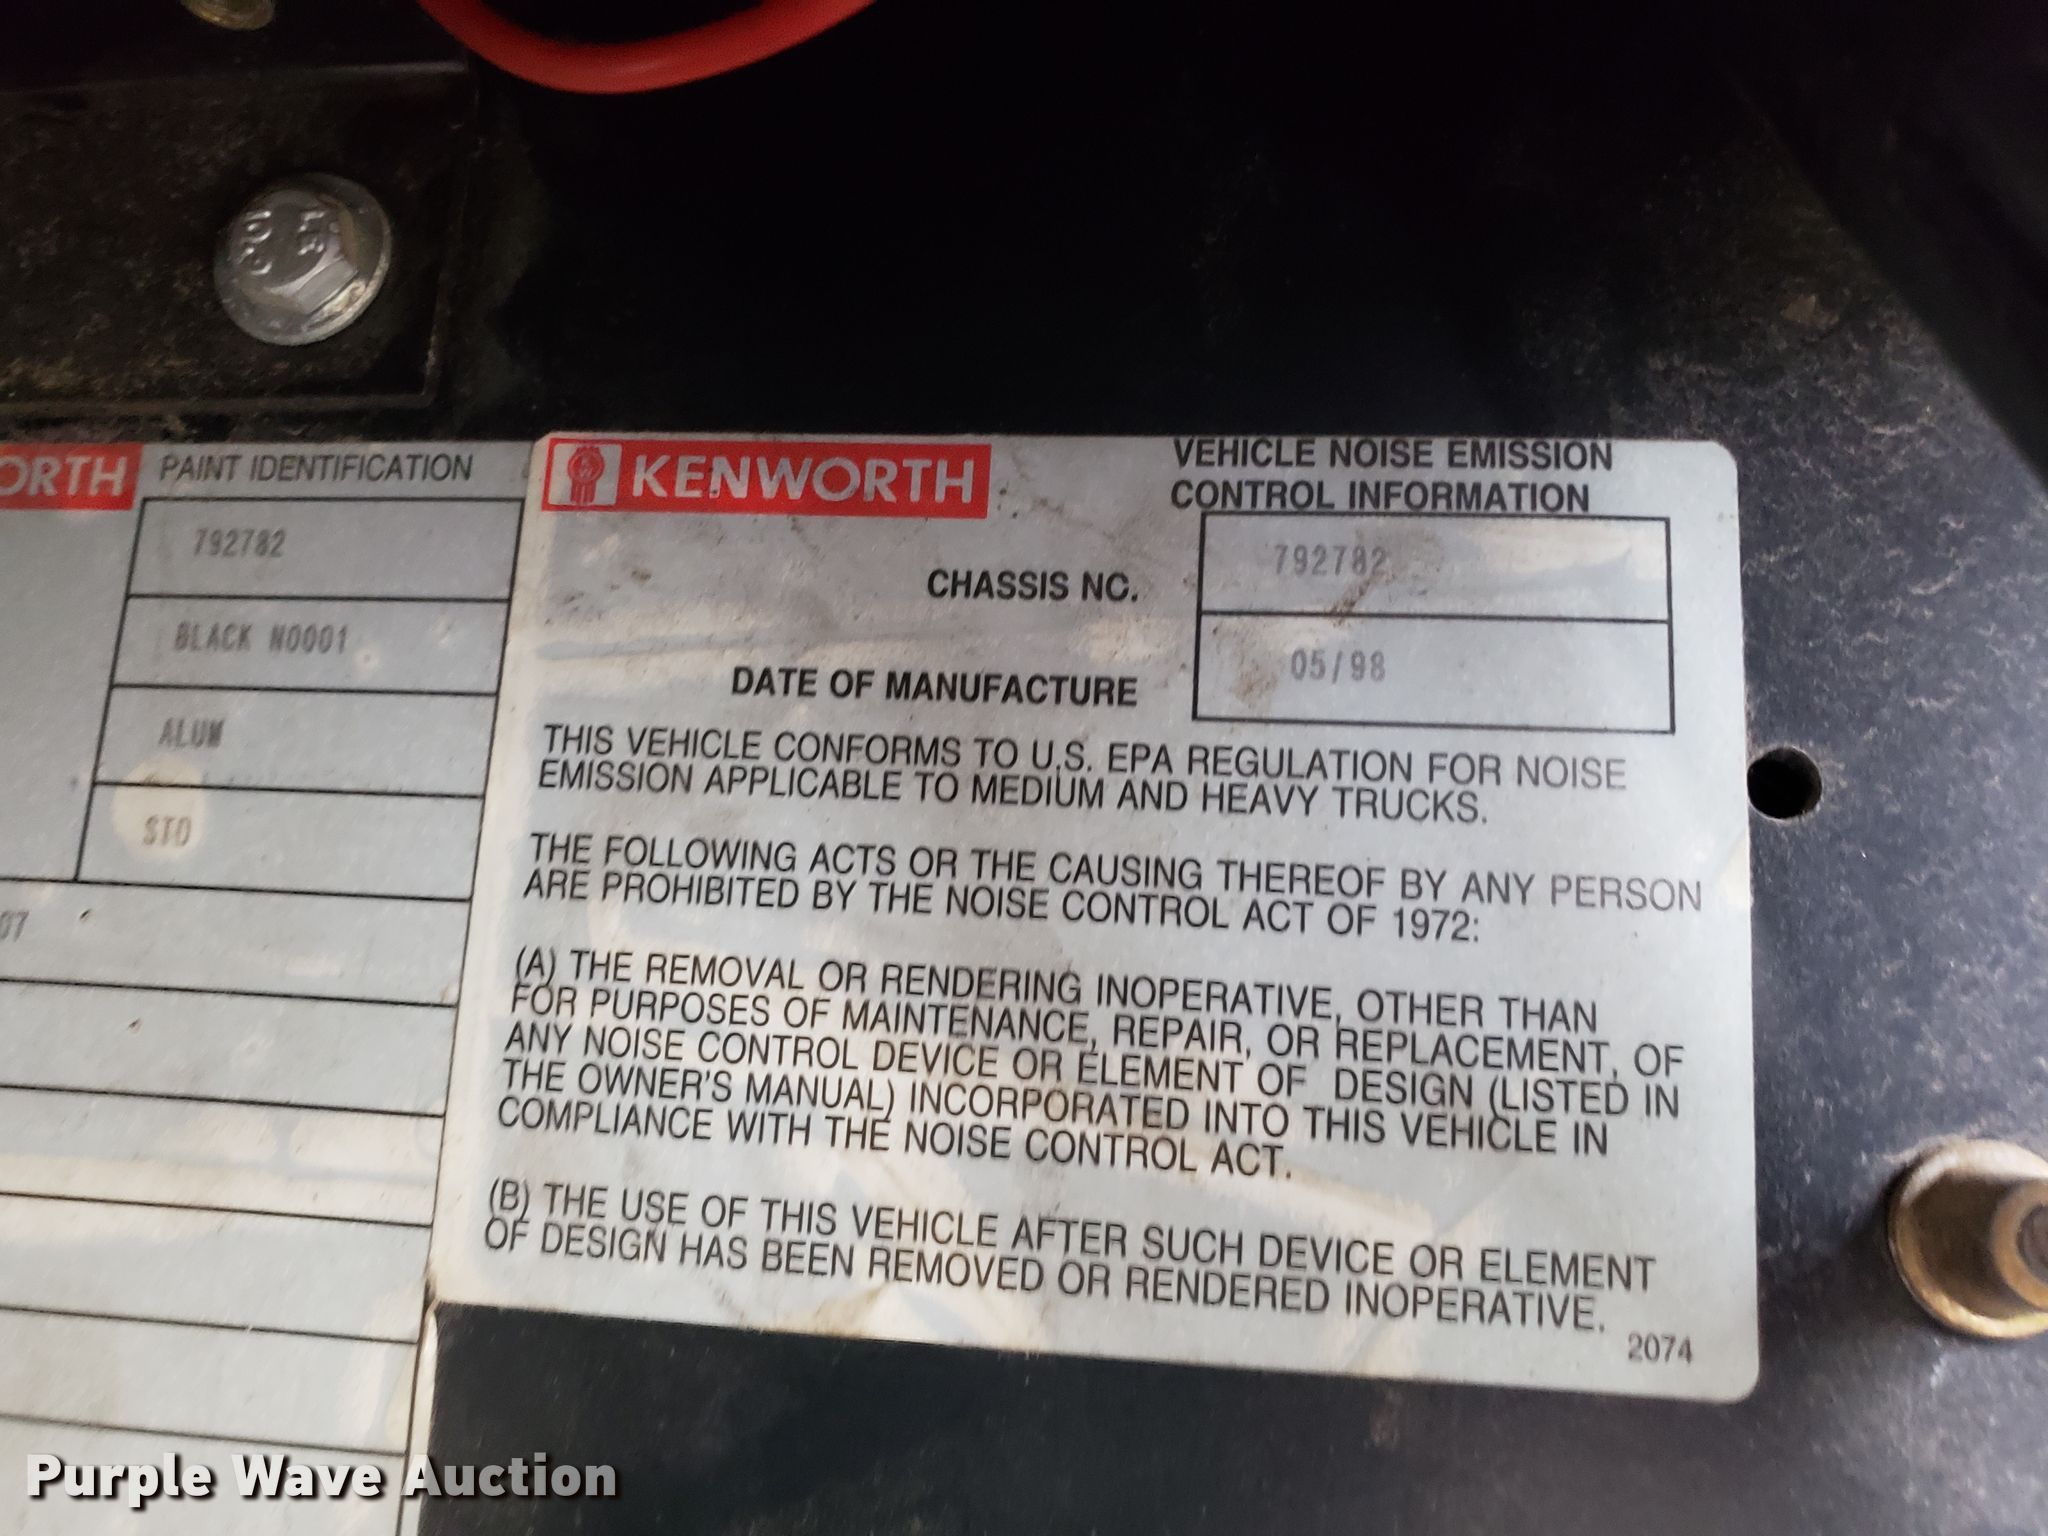 ORTH PAINT IDENTIFICATION
792782
BLACK N0001
ALUM
STD
07
KENWORTH
VEHICLE NOISE EMISSION
CONTROL INFORMATION
CHASSIS NO.
792782
DATE OF MANUFACTURE
05/98
THIS VEHICLE CONFORMS TO U.S. EPA REGULATION FOR NOISE
EMISSION APPLICABLE TO MEDIUM AND HEAVY TRUCKS.
THE FOLLOWING ACTS OR THE CAUSING THEREOF BY ANY PERSON
ARE PROHIBITED BY THE NOISE CONTROL ACT OF 1972:
(A) THE REMOVAL OR RENDERING INOPERATIVE, OTHER THAN
FOR PURPOSES OF MAINTENANCE, REPAIR, OR REPLACEMENT, OF
ANY NOISE CONTROL DEVICE OR ELEMENT OF DESIGN (LISTED IN
THE OWNER'S MANUAL) INCORPORATED INTO THIS VEHICLE IN
COMPLIANCE WITH THE NOISE CONTROL ACT.
(B) THE USE OF THIS VEHICLE AFTER SUCH DEVICE OR ELEMENT
OF DESIGN HAS BEEN REMOVED OR RENDERED INOPERATIVE.
2074
Purple Wave Auction